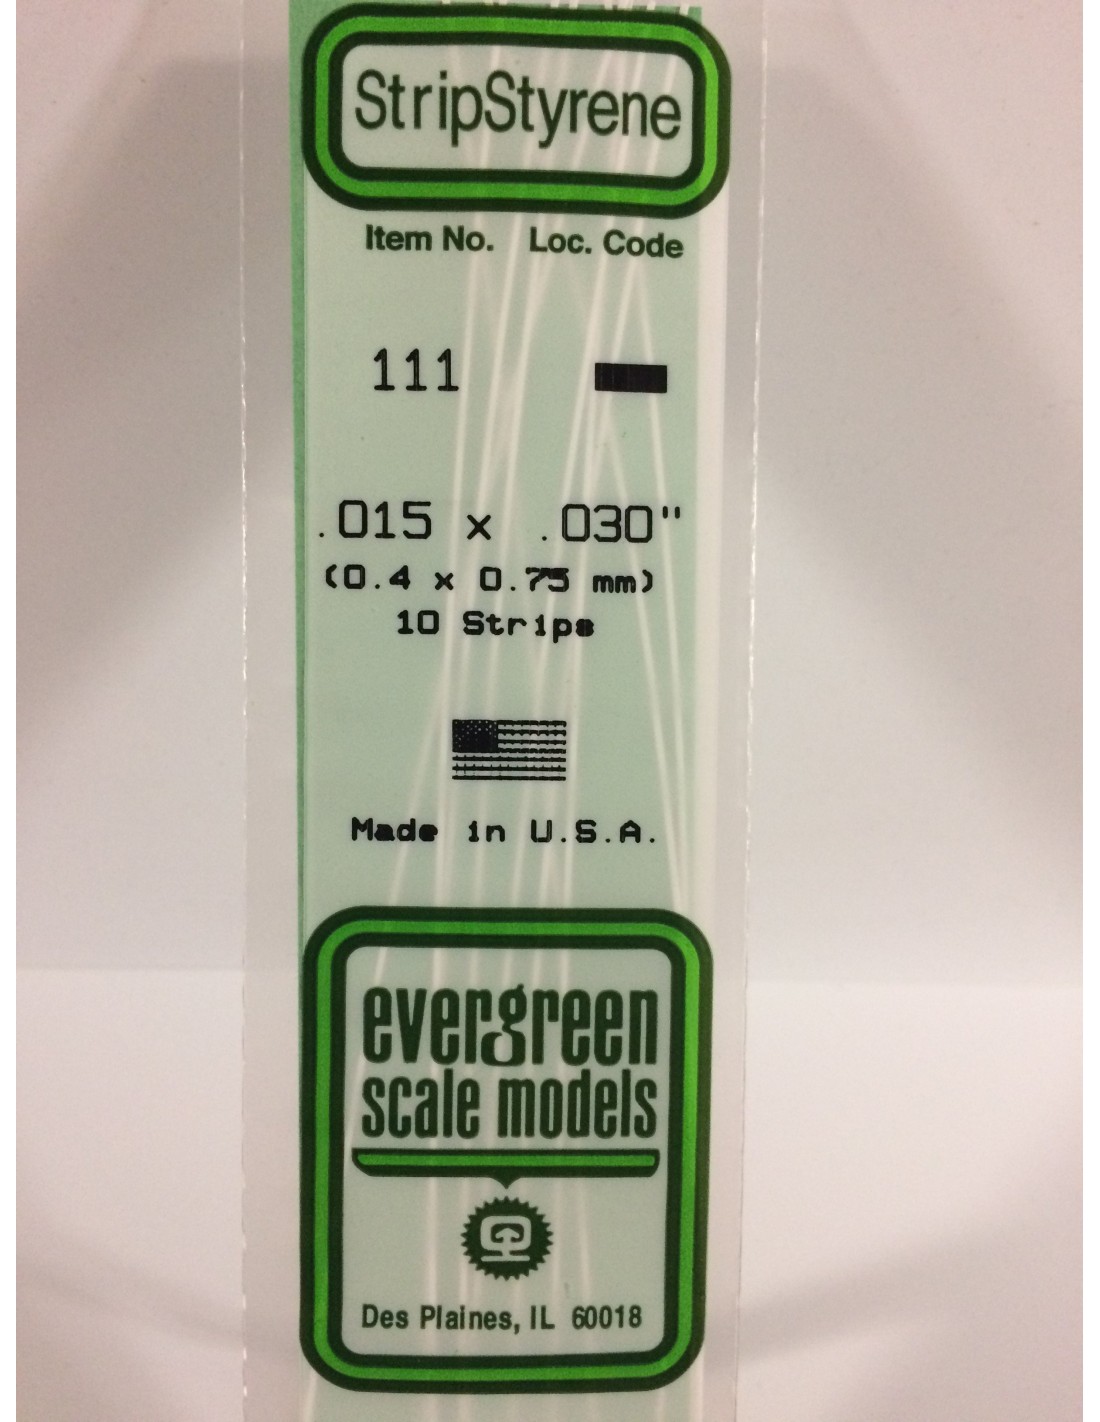 StripStyrene
Item No. Loc. Code
111
.015 x .030"
(0.4 x 0.75 mm)
10 Strips
Made in U.S.A.
evergreen
scale models
Des Plaines, IL 60018